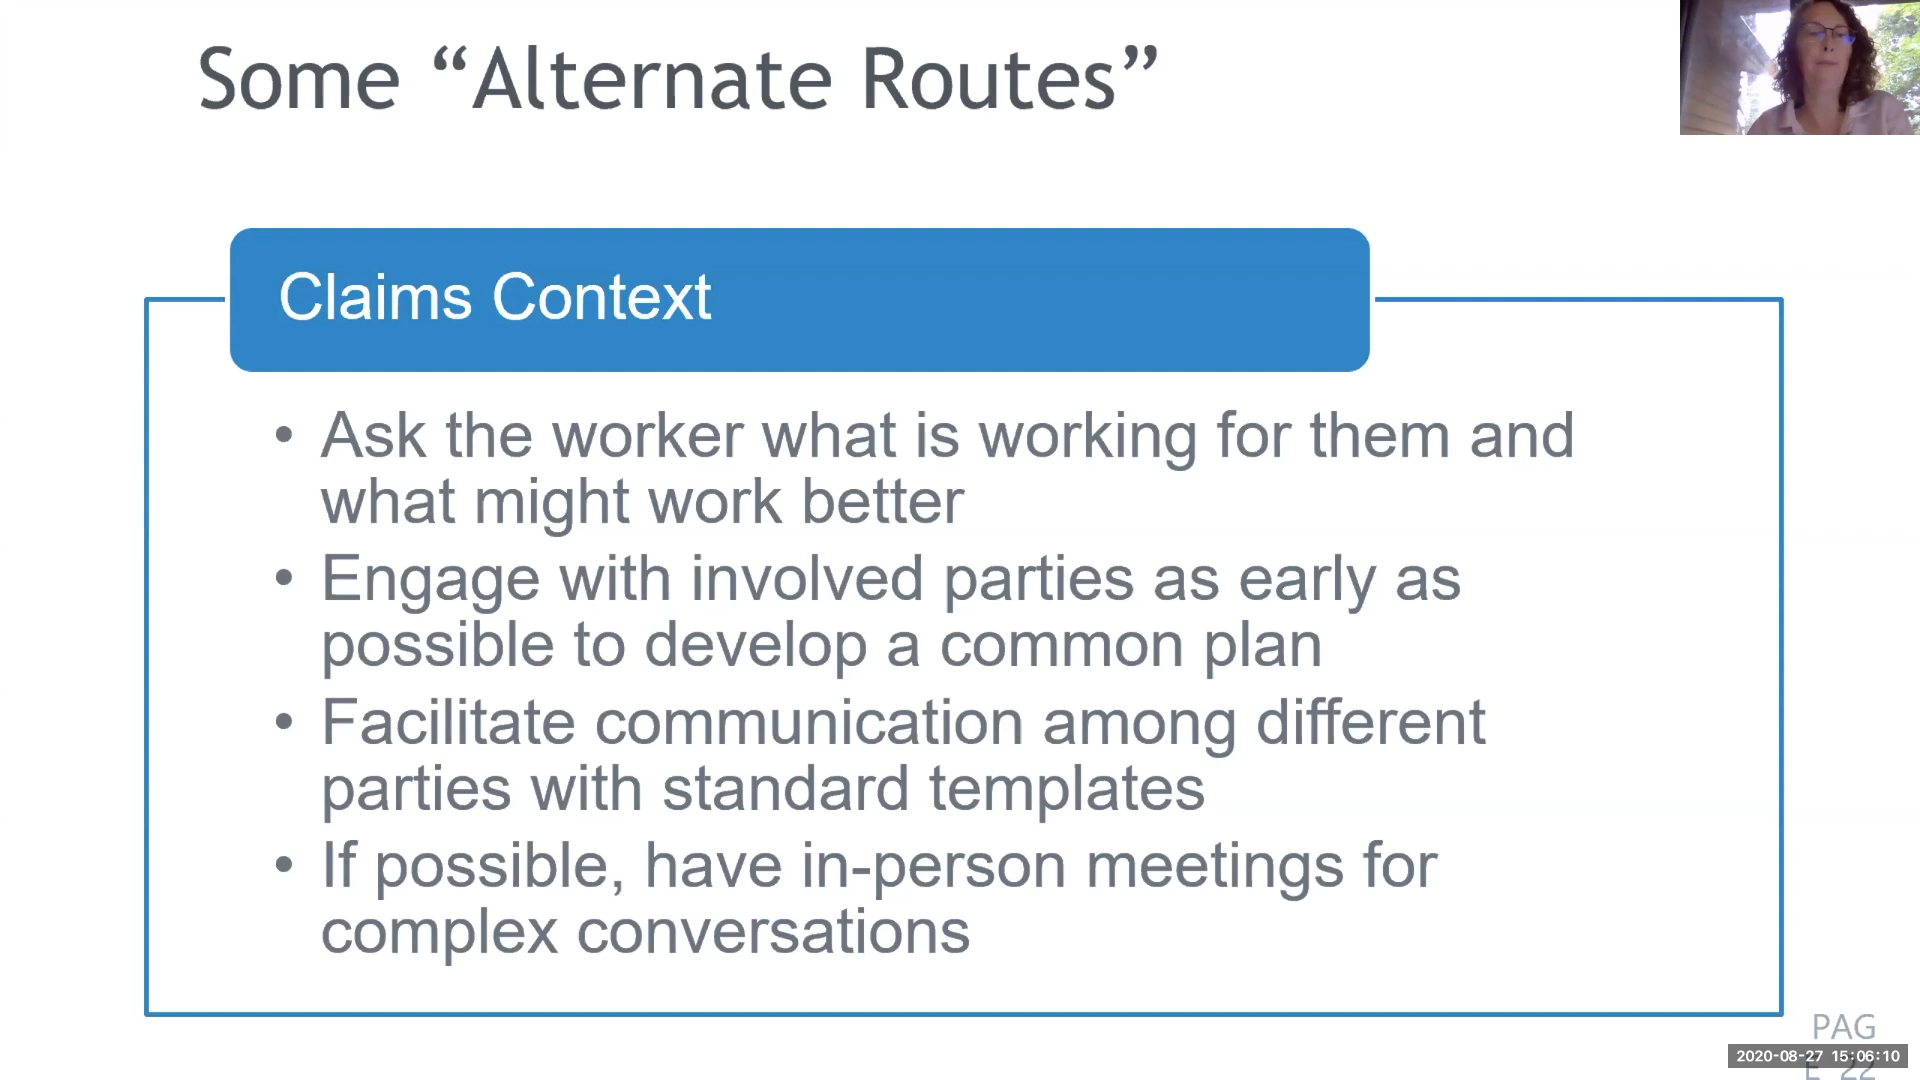 Some “Alternate Routes”
Claims Context
• Ask the worker what is working for them and
what might work better
• Engage with involved parties as early as
possible to develop a common plan
• Facilitate communication among different
parties with standard templates
• If possible, have in-person meetings for
complex conversations
PAG
E 22
2020-08-27 15:06:10